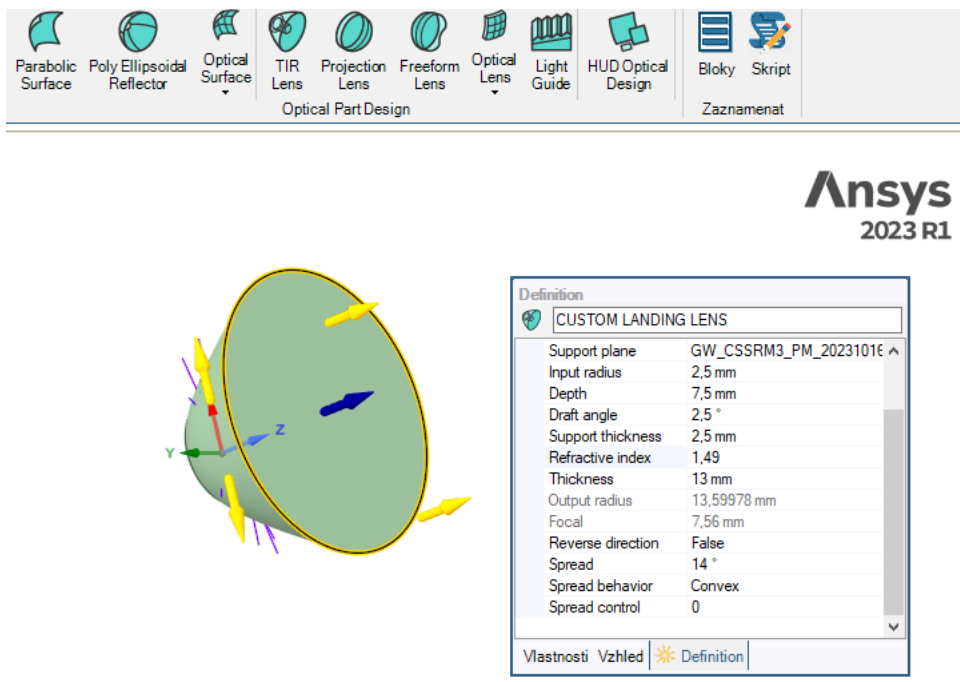 Parabolic Surface
Poly Ellipsoidal Reflector
Optical Surface
TIR Lens
Projection Lens
Freeform Lens
Optical Lens
Light Guide
HUD Optical Design
Bloky
Skript
Optical Part Design
Zaznamenat
Ansys
2023 R1
Y
Z
Definition
CUSTOM LANDING LENS
Support plane GW_CSSRM3_PM_20231016
Input radius 2,5 mm
Depth 7,5 mm
Draft angle 2,5 °
Support thickness 2,5 mm
Refractive index 1,49
Thickness 13 mm
Output radius 13,59978 mm
Focal 7,56 mm
Reverse direction False
Spread 14 °
Spread behavior Convex
Spread control 0
Vlastnosti Vzhled Definition